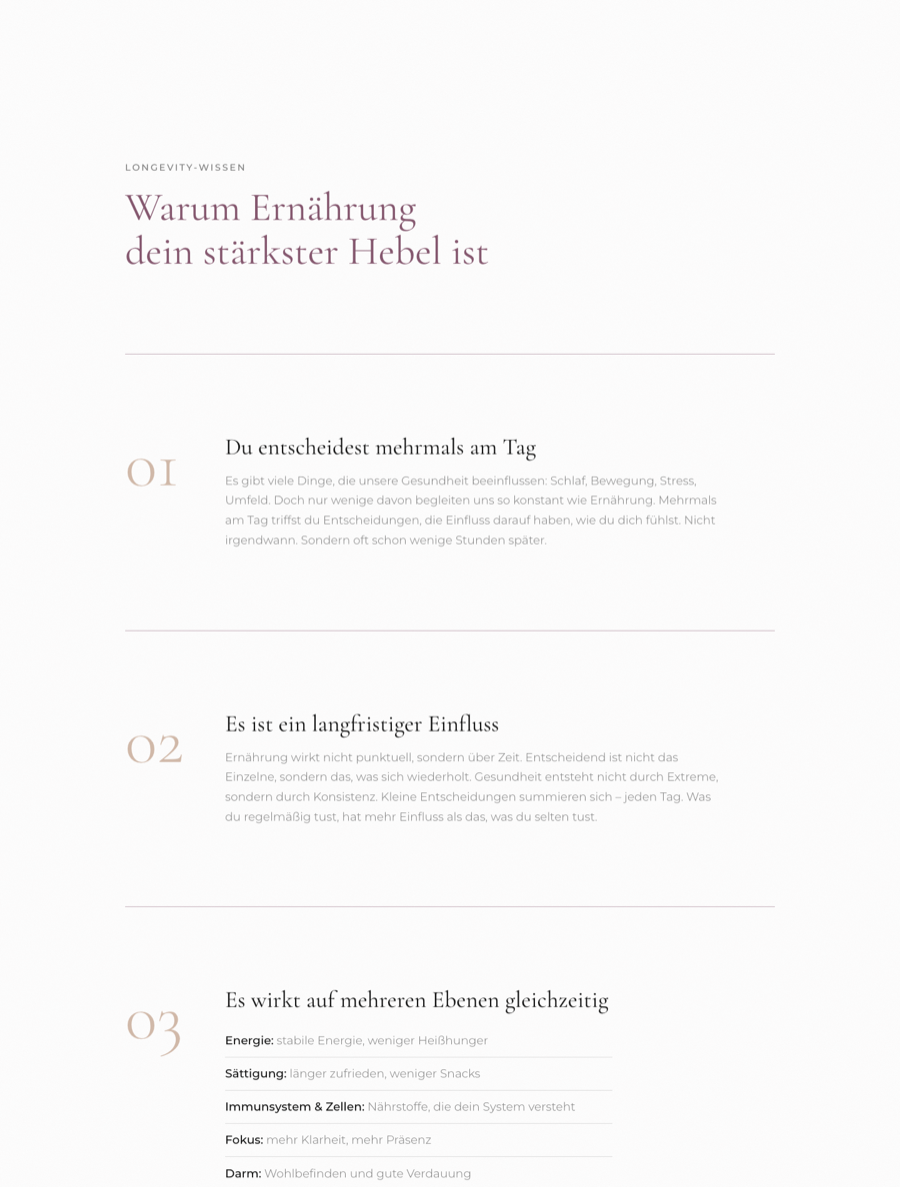 LONGEVITY-WISSEN
Warum Ernährung
dein stärkster Hebel ist
01
Du entscheidest mehrmals am Tag
Es gibt viele Dinge, die unsere Gesundheit beeinflussen: Schlaf, Bewegung, Stress,
Umfeld. Doch nur wenige davon begleiten uns so konstant wie Ernährung. Mehrmals
am Tag triffst du Entscheidungen, die Einfluss darauf haben, wie du dich fühlst. Nicht
irgendwann. Sondern oft schon wenige Stunden später.
02
Es ist ein langfristiger Einfluss
Ernährung wirkt nicht punktuell, sondern über Zeit. Entscheidend ist nicht das
Einzelne, sondern das, was sich wiederholt. Gesundheit entsteht nicht durch Extreme,
sondern durch Konsistenz. Kleine Entscheidungen summieren sich – jeden Tag. Was
du regelmäßig tust, hat mehr Einfluss als das, was du selten tust.
03
Es wirkt auf mehreren Ebenen gleichzeitig
Energie: stabile Energie, weniger Heißhunger
Sättigung: länger zufrieden, weniger Snacks
Immunsystem & Zellen: Nährstoffe, die dein System versteht
Fokus: mehr Klarheit, mehr Präsenz
Darm: Wohlbefinden und gute Verdauung